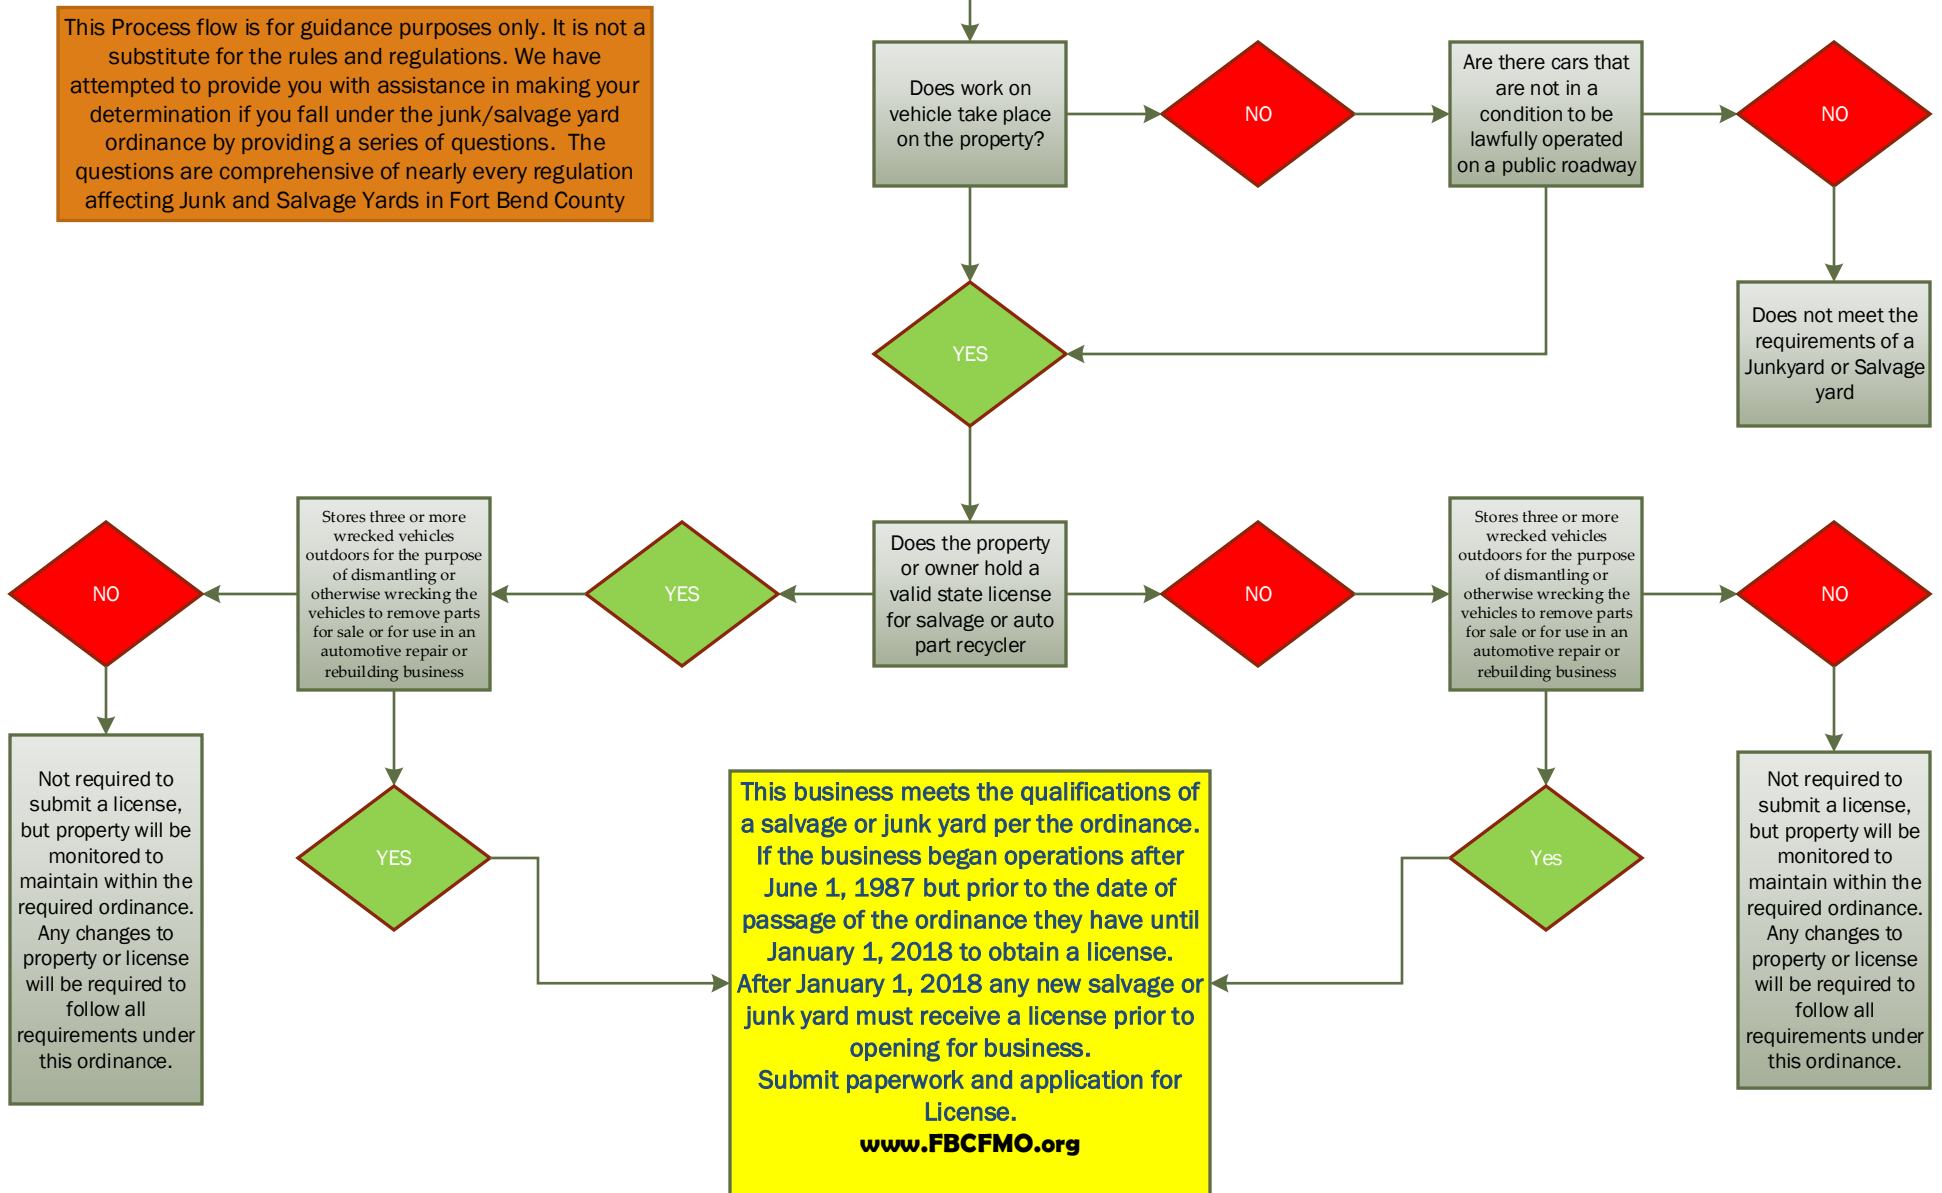 This Process flow is for guidance purposes only. It is not a
substitute for the rules and regulations. We have
attempted to provide you with assistance in making your
determination if you fall under the junk/salvage yard
ordinance by providing a series of questions. The
questions are comprehensive of nearly every regulation
affecting Junk and Salvage Yards in Fort Bend County
Does work on
vehicle take place
on the property?
NO
Are there cars that
are not in a
condition to be
lawfully operated
on a public roadway
NO
YES
Does not meet the
requirements of a
Junkyard or Salvage
yard
NO
Stores three or more
wrecked vehicles
outdoors for the purpose
of dismantling or
otherwise wrecking the
vehicles to remove parts
for sale or for use in an
automotive repair or
rebuilding business
YES
Does the property
or owner hold a
valid state license
for salvage or auto
part recycler
NO
Stores three or more
wrecked vehicles
outdoors for the purpose
of dismantling or
otherwise wrecking the
vehicles to remove parts
for sale or for use in an
automotive repair or
rebuilding business
NO
Not required to
submit a license,
but property will be
monitored to
maintain within the
required ordinance.
Any changes to
property or license
will be required to
follow all
requirements under
this ordinance.
YES
This business meets the qualifications of
a salvage or junk yard per the ordinance.
If the business began operations after
June 1, 1987 but prior to the date of
passage of the ordinance they have until
January 1, 2018 to obtain a license.
After January 1, 2018 any new salvage or
junk yard must receive a license prior to
opening for business.
Submit paperwork and application for
License.
www.FBCFMO.org
Yes
Not required to
submit a license,
but property will be
monitored to
maintain within the
required ordinance.
Any changes to
property or license
will be required to
follow all
requirements under
this ordinance.